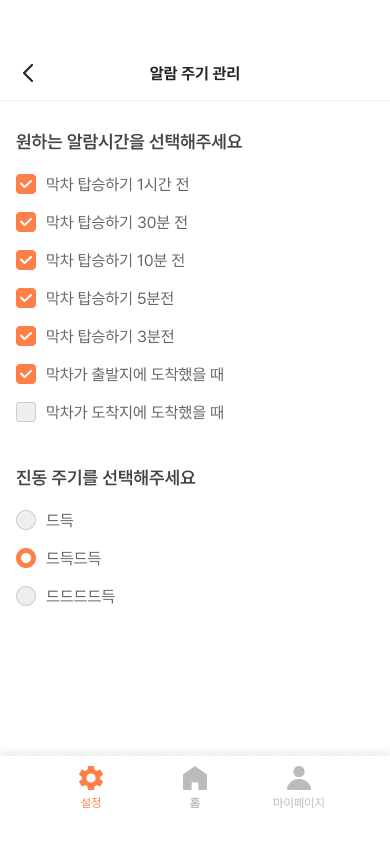 알람 주기 관리
원하는 알람시간을 선택해주세요
막차 탑승하기 1시간 전
막차 탑승하기 30분 전
막차 탑승하기 10분 전
막차 탑승하기 5분전
막차 탑승하기 3분전
막차가 출발지에 도착했을 때
막차가 도착지에 도착했을 때
진동 주기를 선택해주세요
드득
드득드득
드드드드득
설정
홈
마이페이지